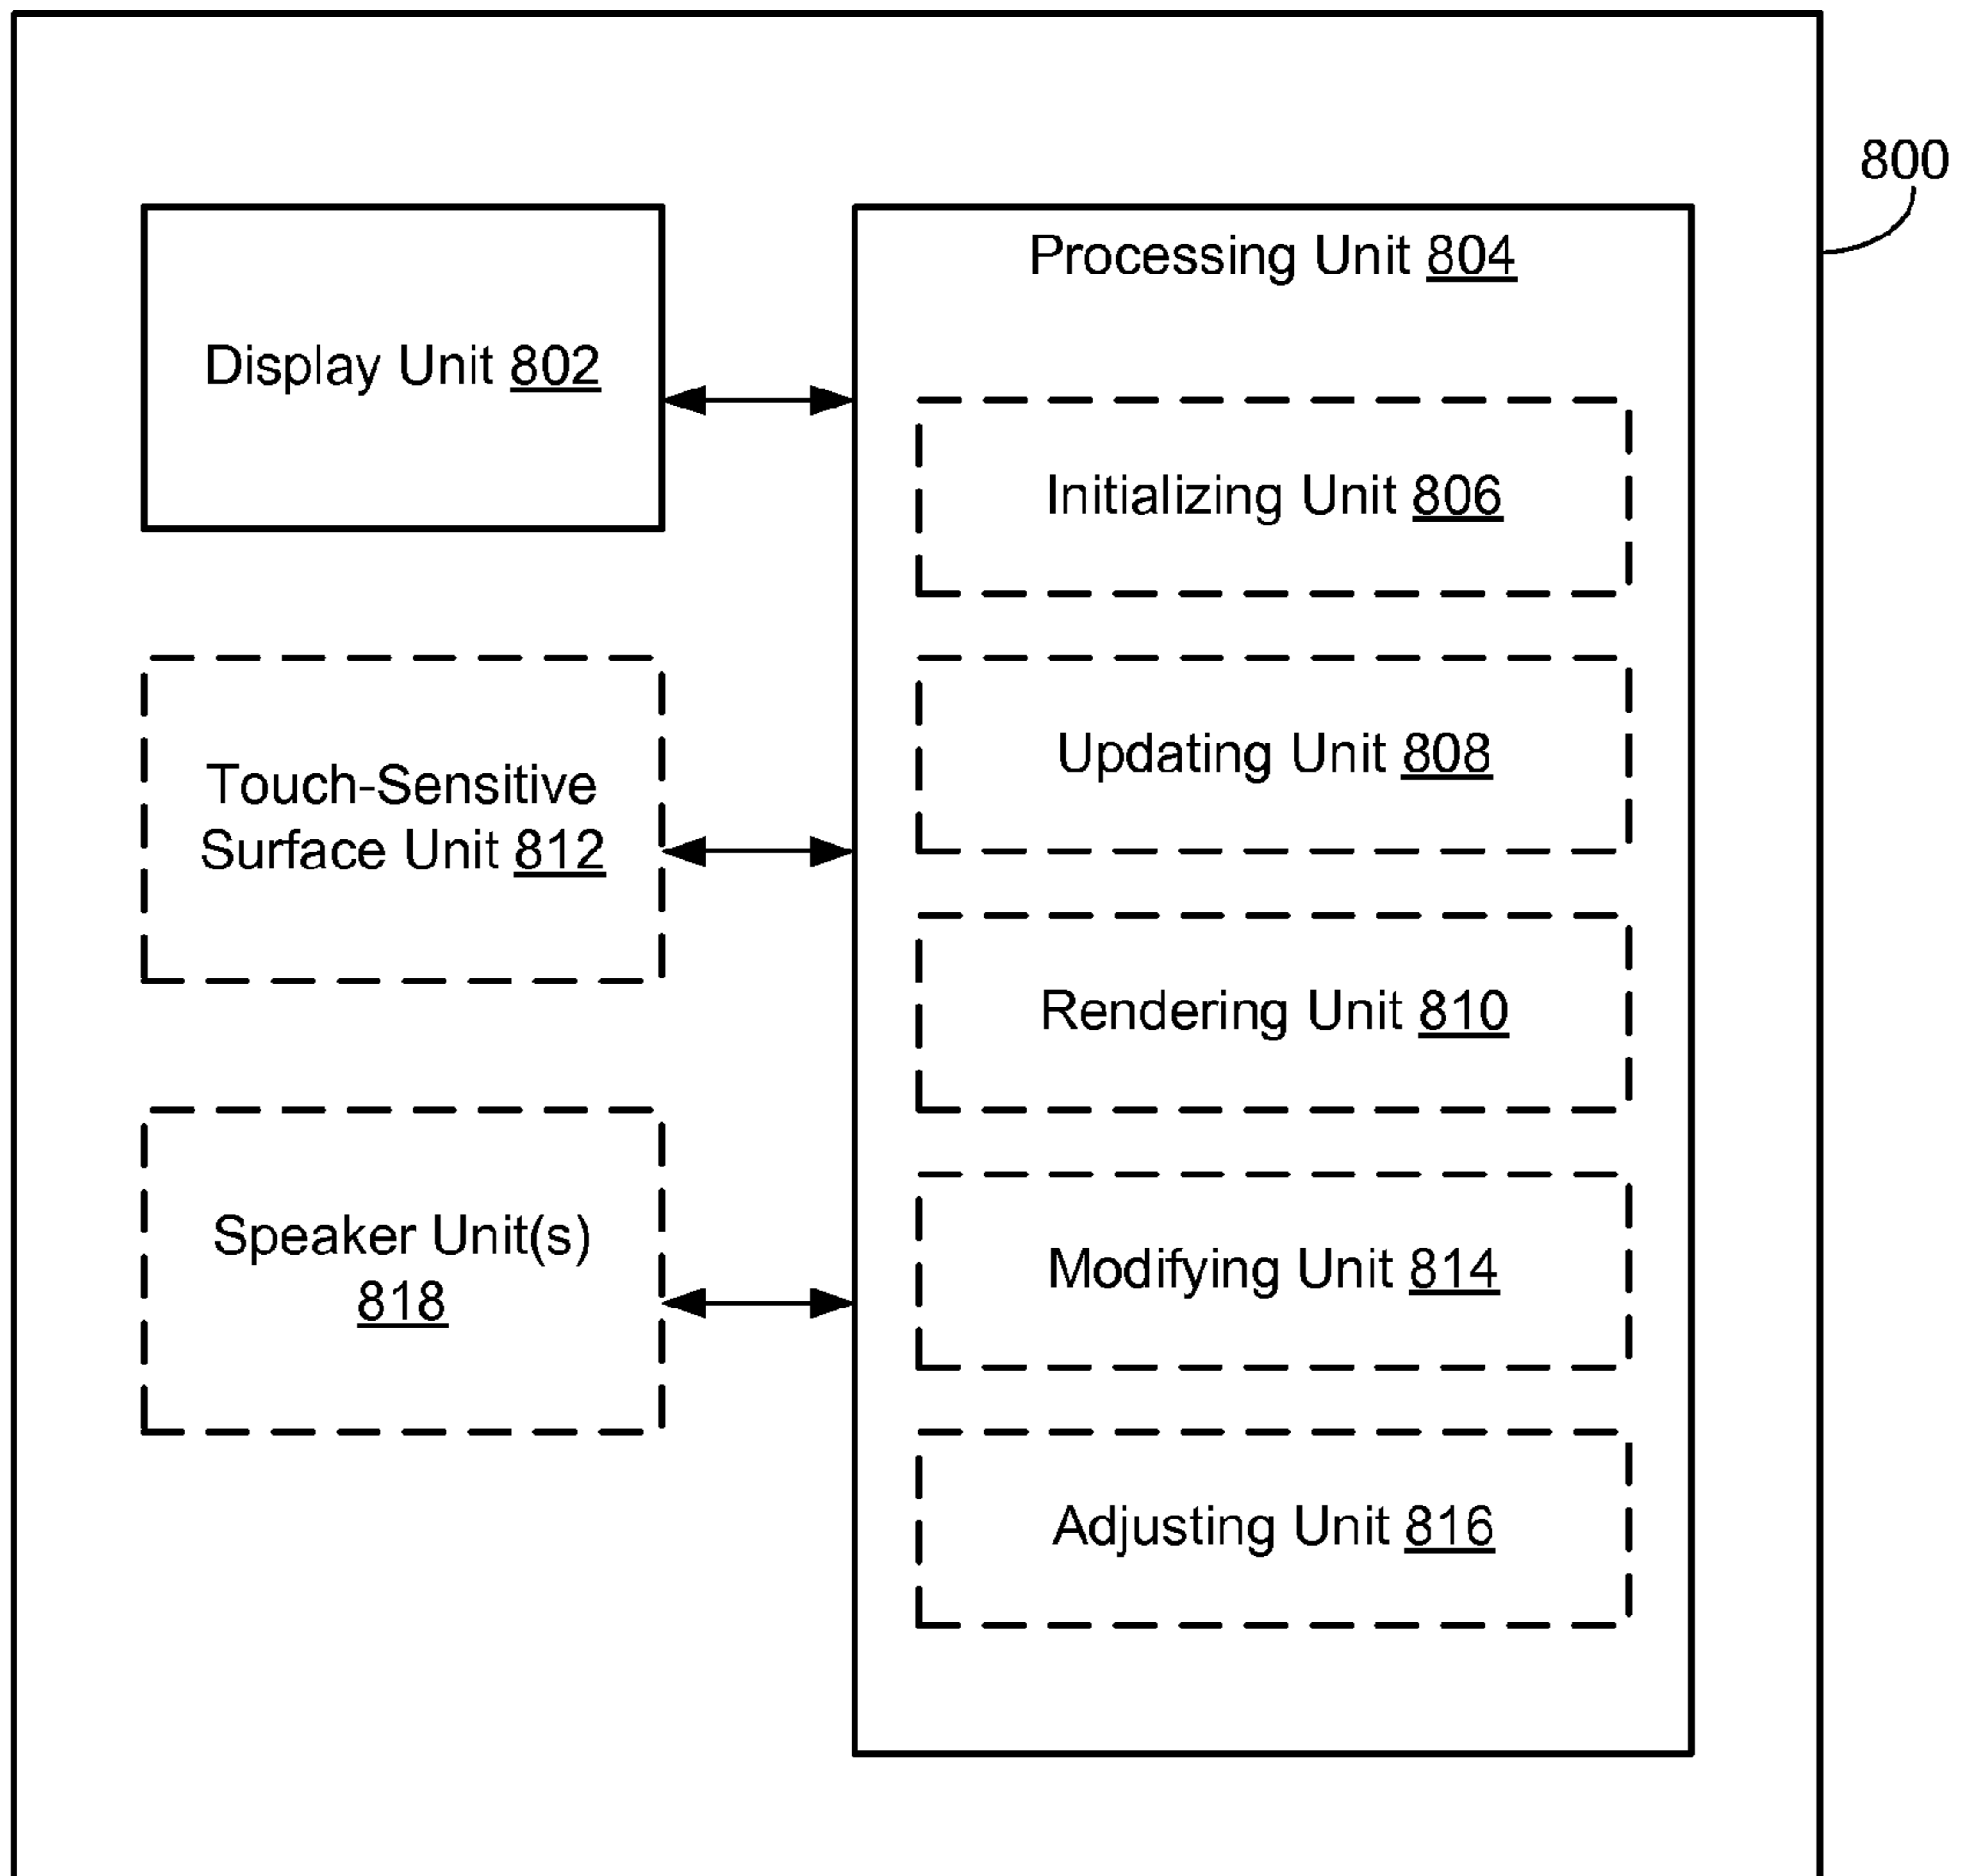 800
Display Unit 802
Touch-Sensitive
Surface Unit 812
Speaker Unit(s)
818
Processing Unit 804
Initializing Unit 806
Updating Unit 808
Rendering Unit 810
Modifying Unit 814
Adjusting Unit 816